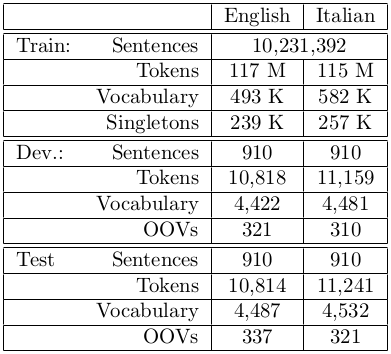 English Italian
Train: Sentences 10,231,392
Tokens 117 M 115 M
Vocabulary 493 K 582 K
Singletons 239 K 257 K
Dev.: Sentences 910 910
Tokens 10,818 11,159
Vocabulary 4,422 4,481
OOVs 321 310
Test Sentences 910 910
Tokens 10,814 11,241
Vocabulary 4,487 4,532
OOVs 337 321